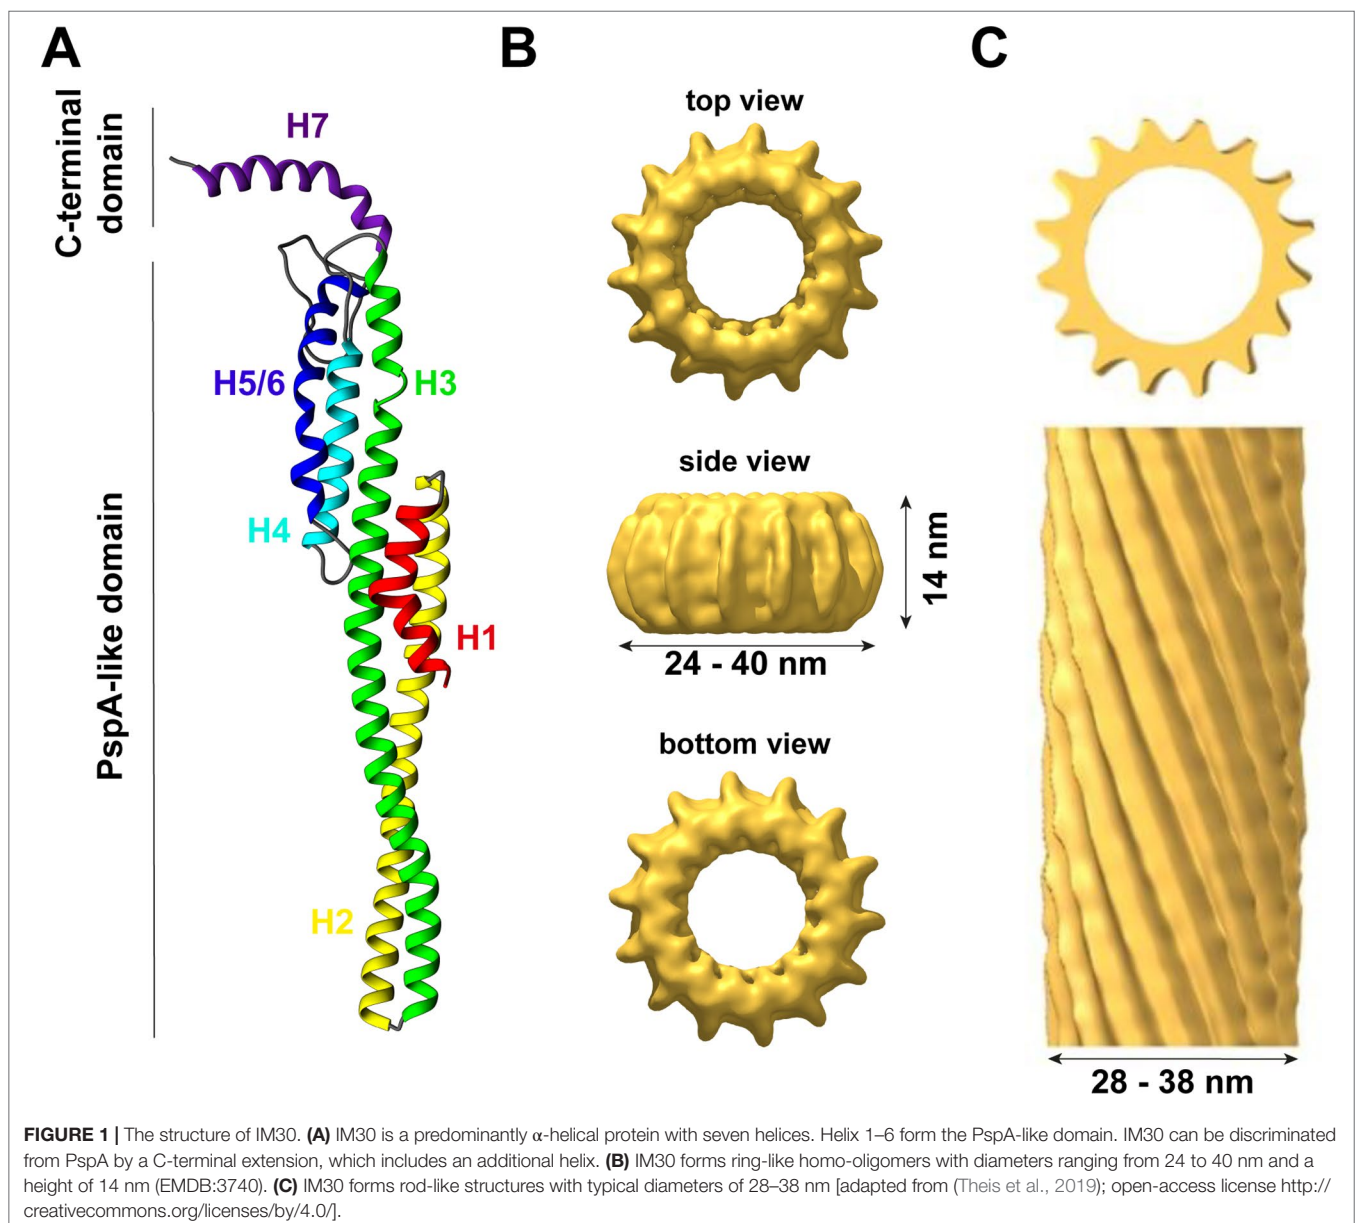 A
B
C
C-terminal
domain
H7
H5/6
H3
H4
H1
H2
PspA-like domain
top view
side view
14 nm
24 - 40 nm
bottom view
28 - 38 nm
FIGURE 1 | The structure of IM30. (A) IM30 is a predominantly α-helical protein with seven helices. Helix 1–6 form the PspA-like domain. IM30 can be discriminated
from PspA by a C-terminal extension, which includes an additional helix. (B) IM30 forms ring-like homo-oligomers with diameters ranging from 24 to 40 nm and a
height of 14 nm (EMDB:3740). (C) IM30 forms rod-like structures with typical diameters of 28–38 nm [adapted from (Theis et al., 2019); open-access license http://
creativecommons.org/licenses/by/4.0/].